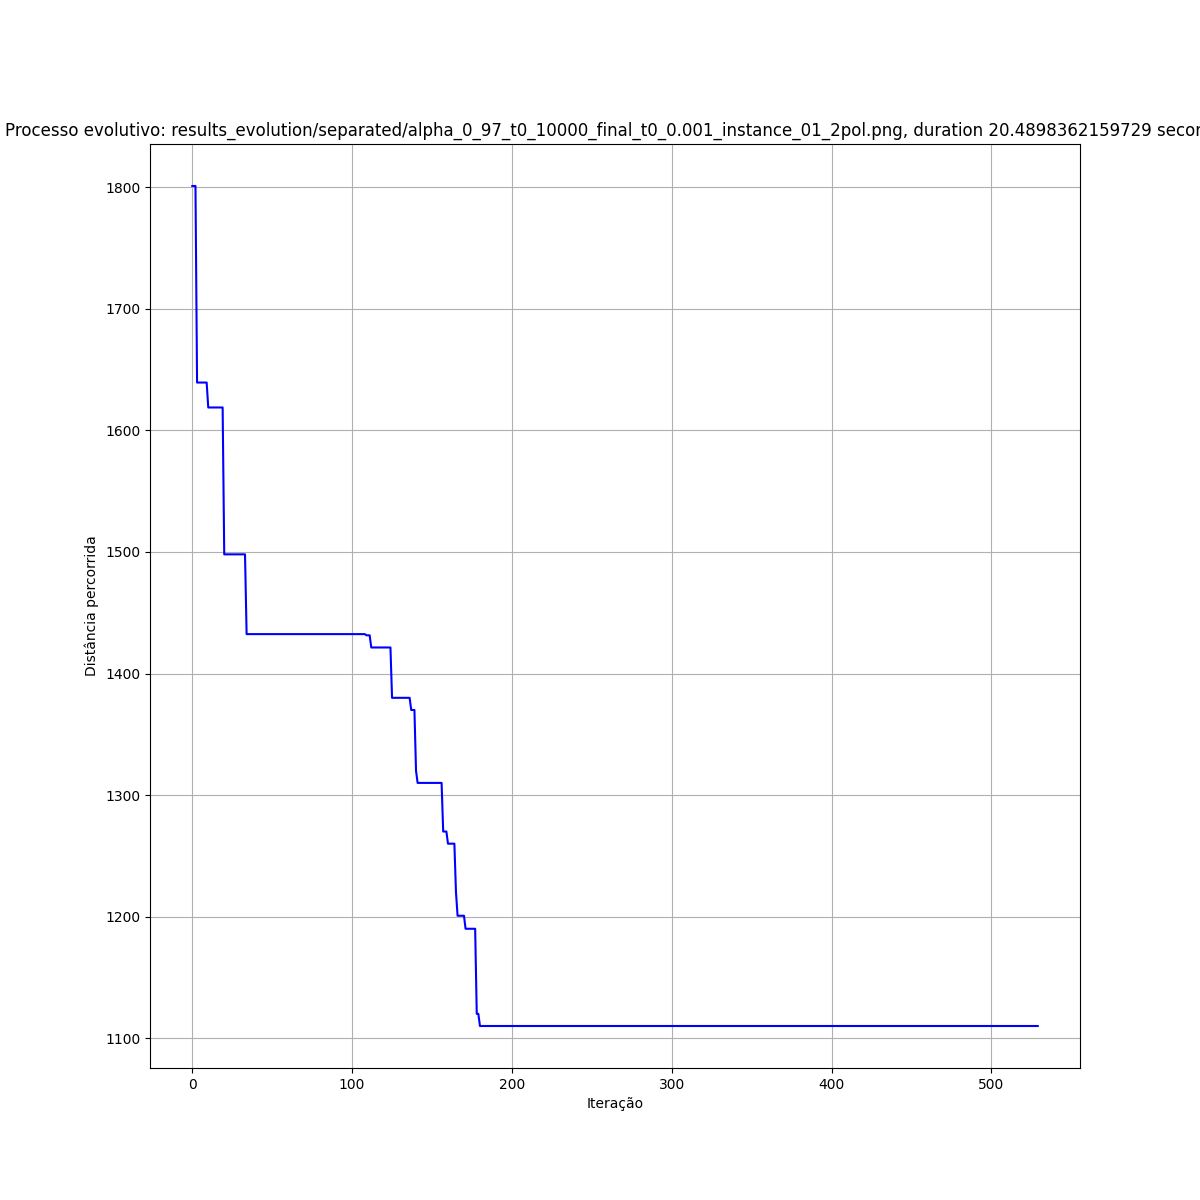 Processo evolutivo: results_evolution/separated/alpha_0_97_t0_10000_final_t0_0.001_instance_01_2pol.png, duration 20.4898362159729
1800
1700
1600
1500
1400
1300
1200
1100
Distância percorrida
0 100 200 300 400 500
Iteração